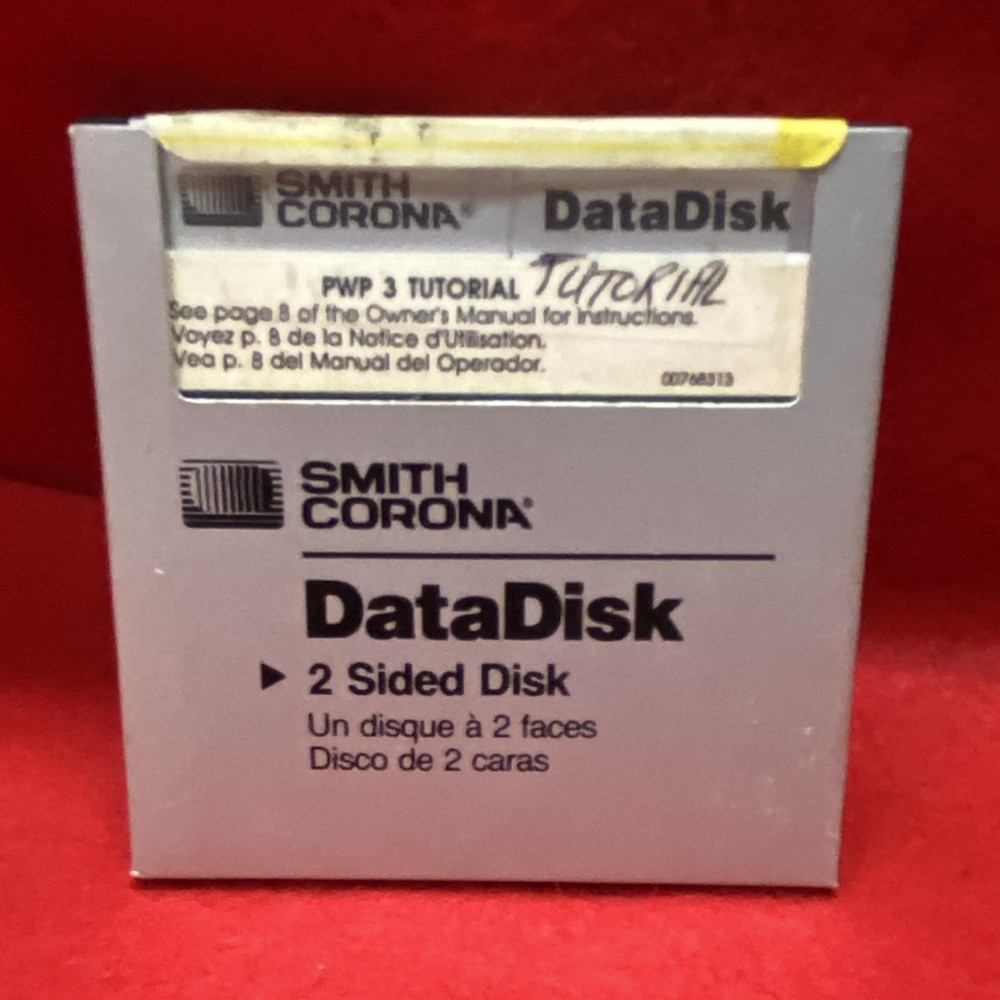 SMITH
CORONA®
DataDisk
PWP 3 TUTORIAL TUTORIAL
See page 8 of the Owner's Manual for instructions.
Voyez p. 8 de la Notice d'Utilisation.
Vea p. 8 del Manual del Operador.
00768313
SMITH
CORONA®
DataDisk
▶ 2 Sided Disk
Un disque à 2 faces
Disco de 2 caras